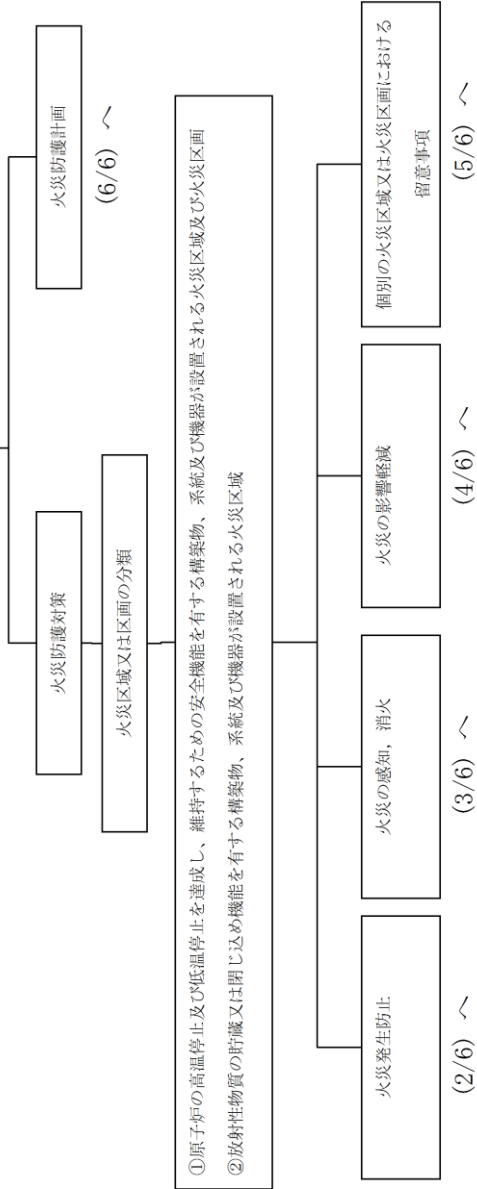 火災防護対策
火災防護計画
(6/6) へ
火災区域又は区画の分類
①原子炉の高温停止及び低温停止を達成し、維持するための安全機能を有する構築物、系統及び機器が設置される火災区域及び火災区画
②放射性物質の貯蔵又は閉じ込め機能を有する構築物、系統及び機器が設置される火災区域
火災発生防止
(2/6) へ
火災の感知，消火
(3/6) へ
火災の影響軽減
(4/6) へ
個別の火災区域又は火災区画における
留意事項
(5/6) へ